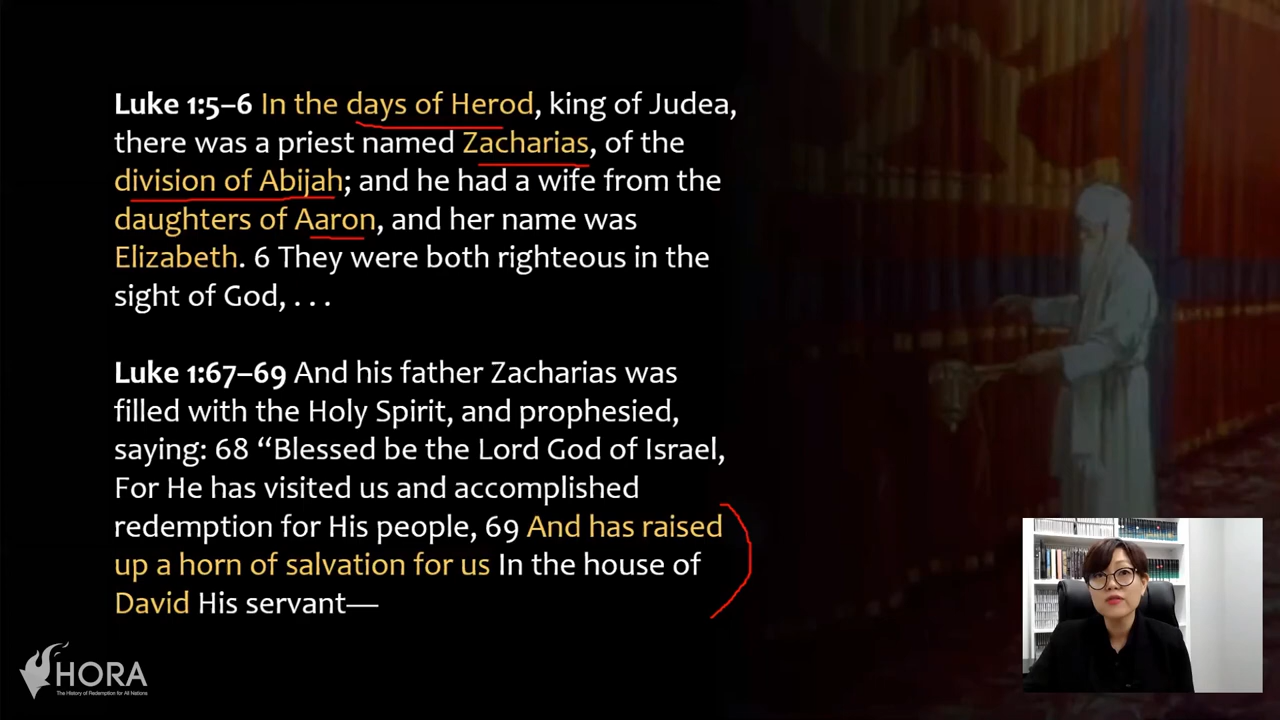 Luke 1:5–6 In the days of Herod, king of Judea,
there was a priest named Zacharias, of the
division of Abijah; and he had a wife from the
daughters of Aaron, and her name was
Elizabeth. 6 They were both righteous in the
sight of God, . . .
Luke 1:67–69 And his father Zacharias was
filled with the Holy Spirit, and prophesied,
saying: 68 “Blessed be the Lord God of Israel,
For He has visited us and accomplished
redemption for His people, 69 And has raised
up a horn of salvation for us In the house of
David His servant—
HORA
The History of Redemption for All Nations